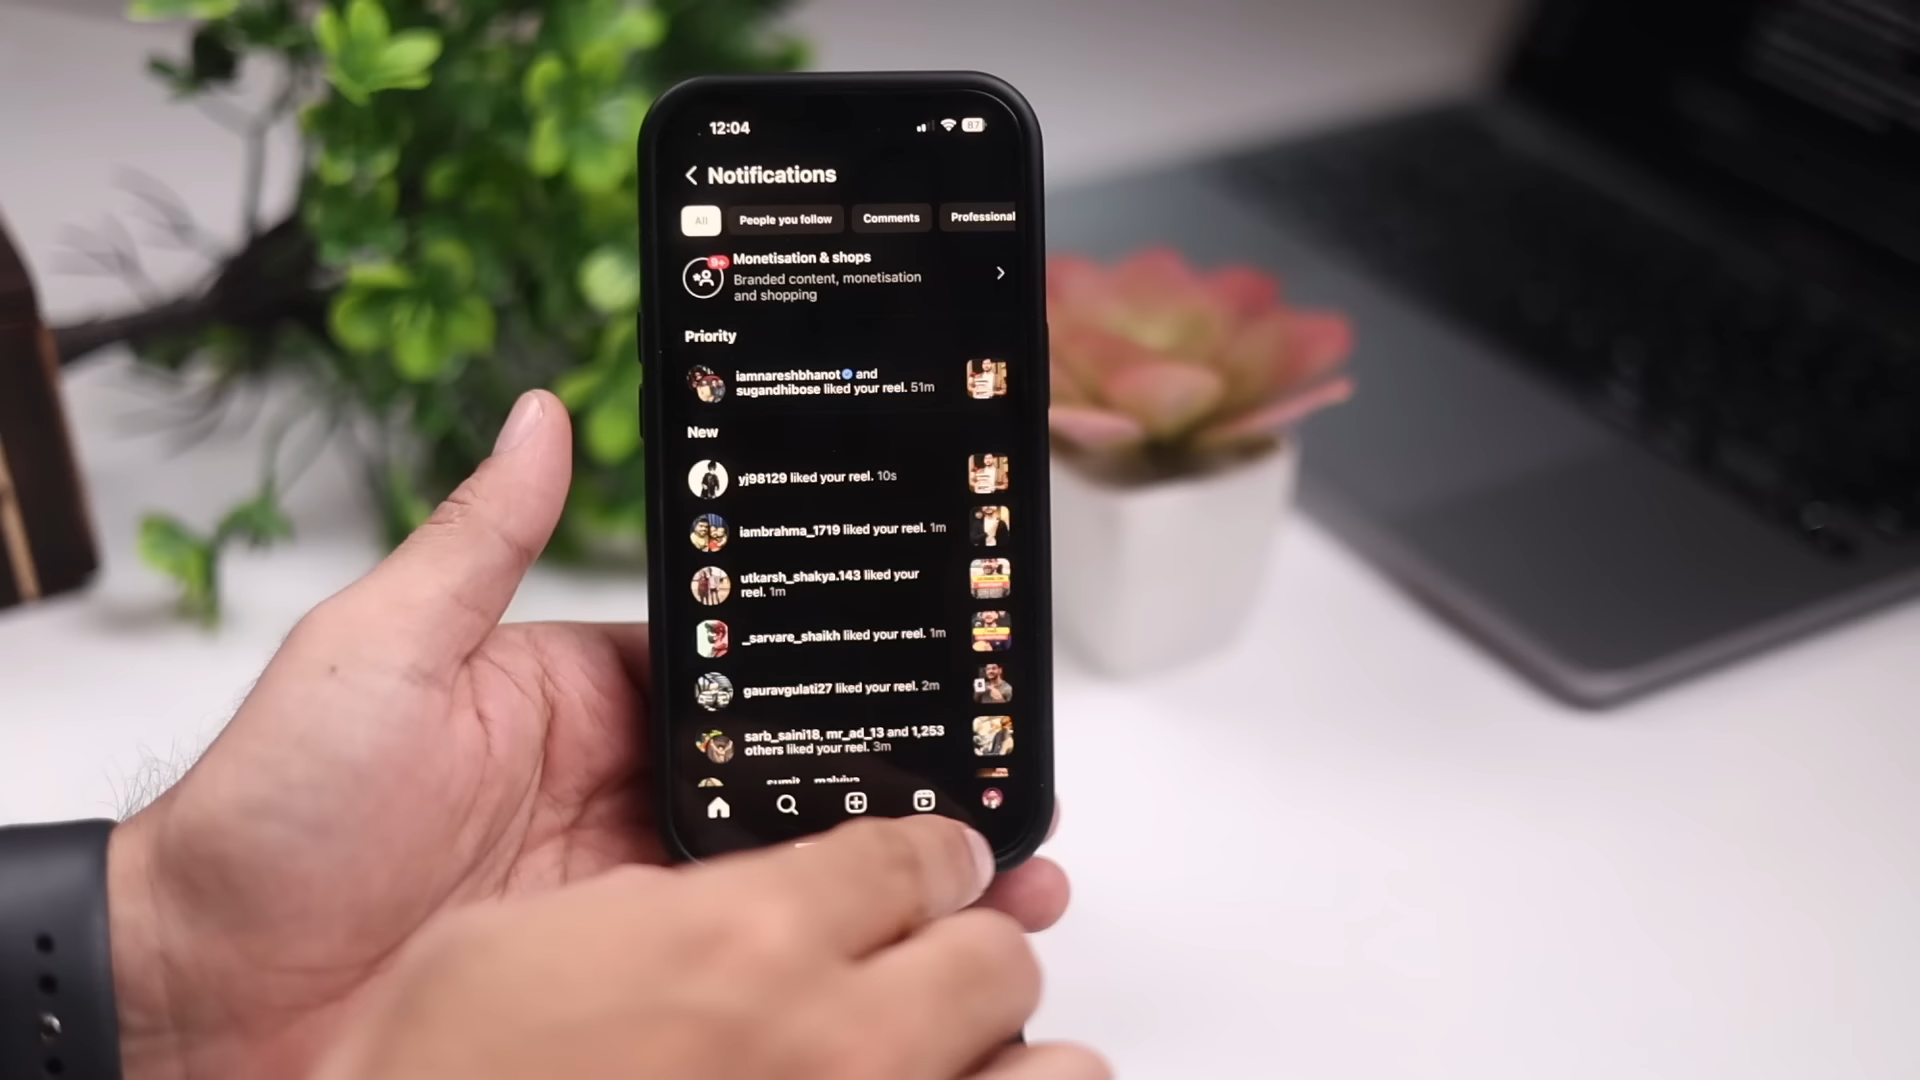 12:04
87
Notifications
All
People you follow
Comments
Professional
9+
Monetisation & shops
Branded content, monetisation
and shopping
Priority
iamnareshbhanot and
sugandhibose liked your reel. 51m
New
yj98129 liked your reel. 10s
iambrahma_1719 liked your reel. 1m
utkarsh_shakya.143 liked your
reel. 1m
_sarvare_shaikh liked your reel. 1m
gauravgulati27 liked your reel. 2m
sarb_saini18, mr_ad_13 and 1,253
others liked your reel. 3m